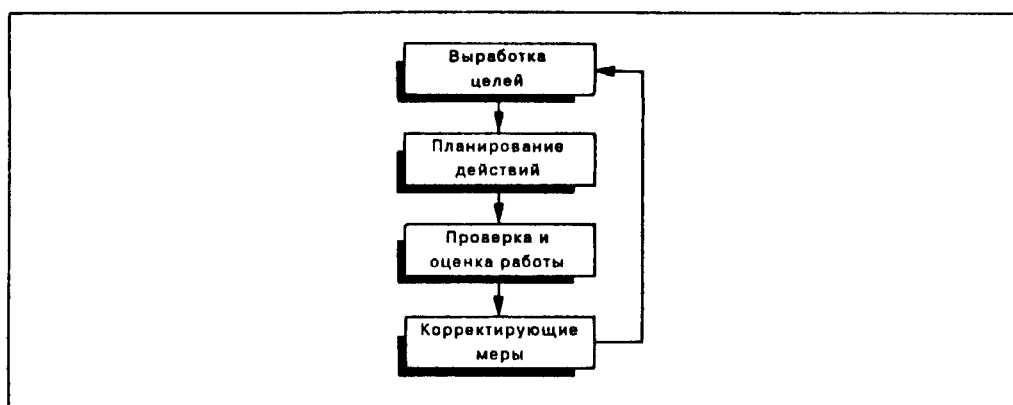 Выработка
целей
Планирование
действий
Проверка и
оценка работы
Корректирующие
меры